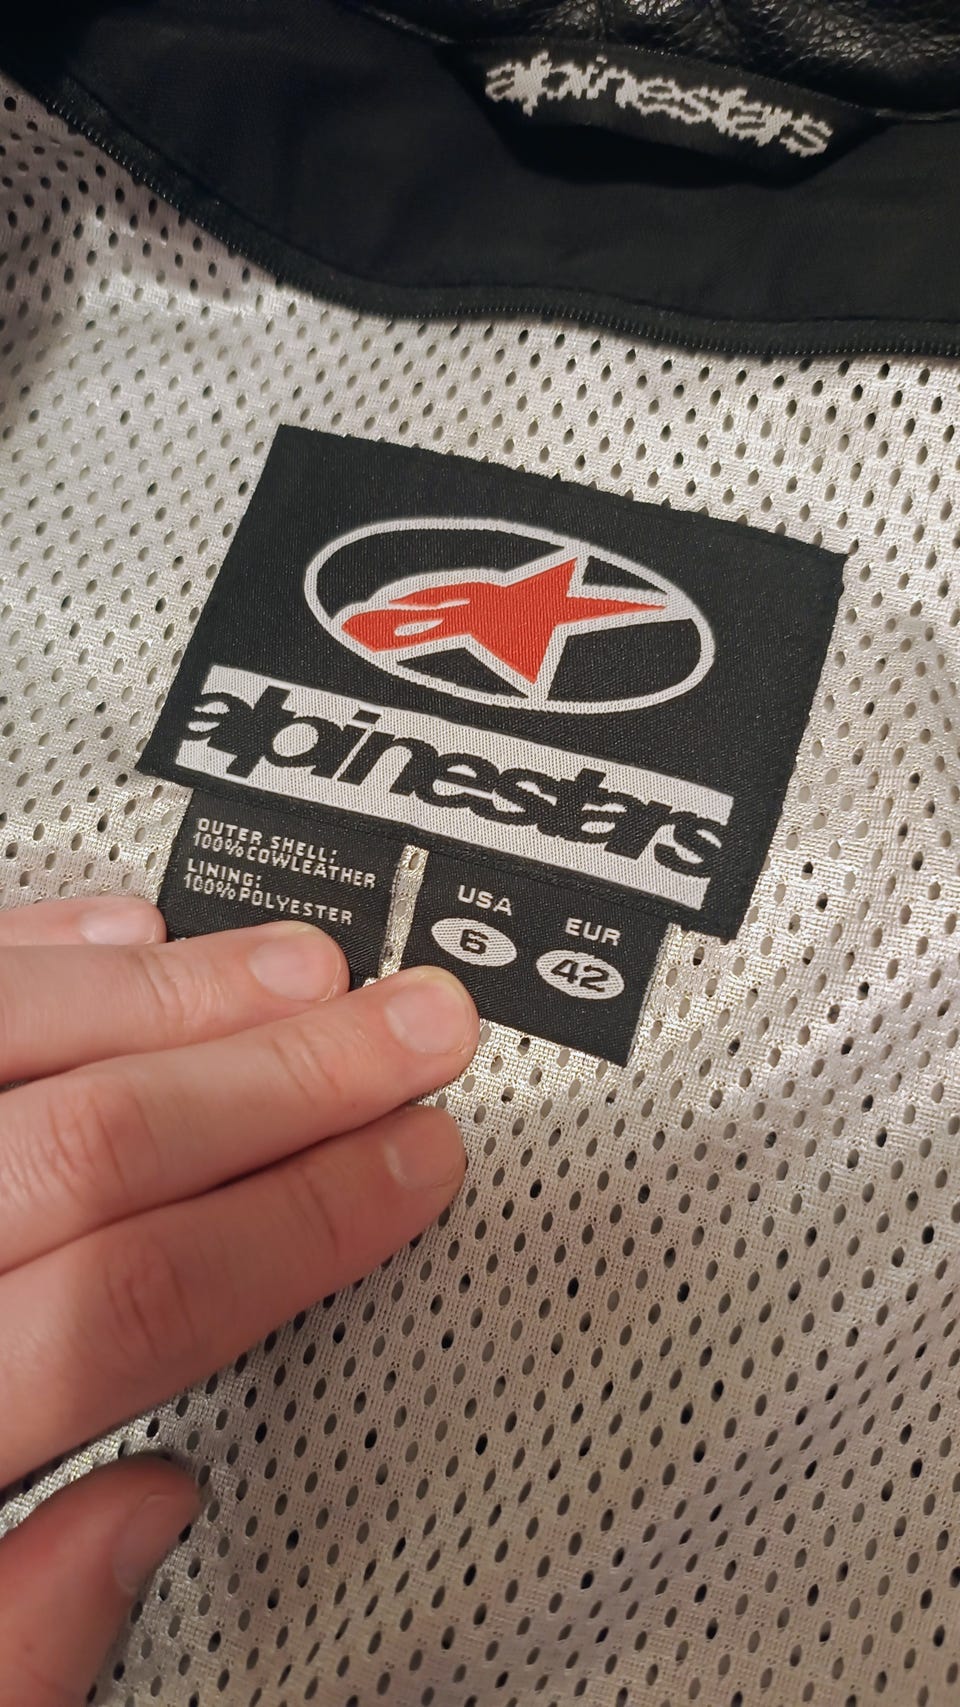 alpinestars
alpinestars
OUTER SHELL:
100% COWLEATHER
LINING:
100% POLYESTER
USA
6
EUR
42